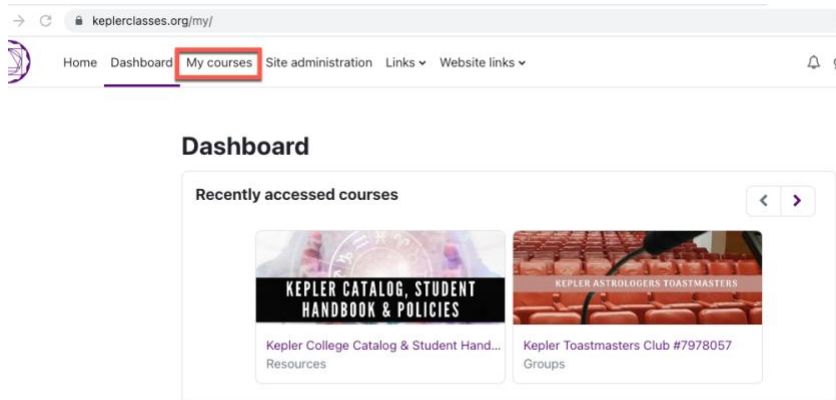 keplerclasses.org/my/
Home Dashboard My courses Site administration Links Website links
Dashboard
Recently accessed courses
KEPLER CATALOG, STUDENT
HANDBOOK & POLICIES
KEPLER ASTROLOGERS TOASTMASTERS
Kepler College Catalog & Student Hand...
Resources
Kepler Toastmasters Club #7978057
Groups